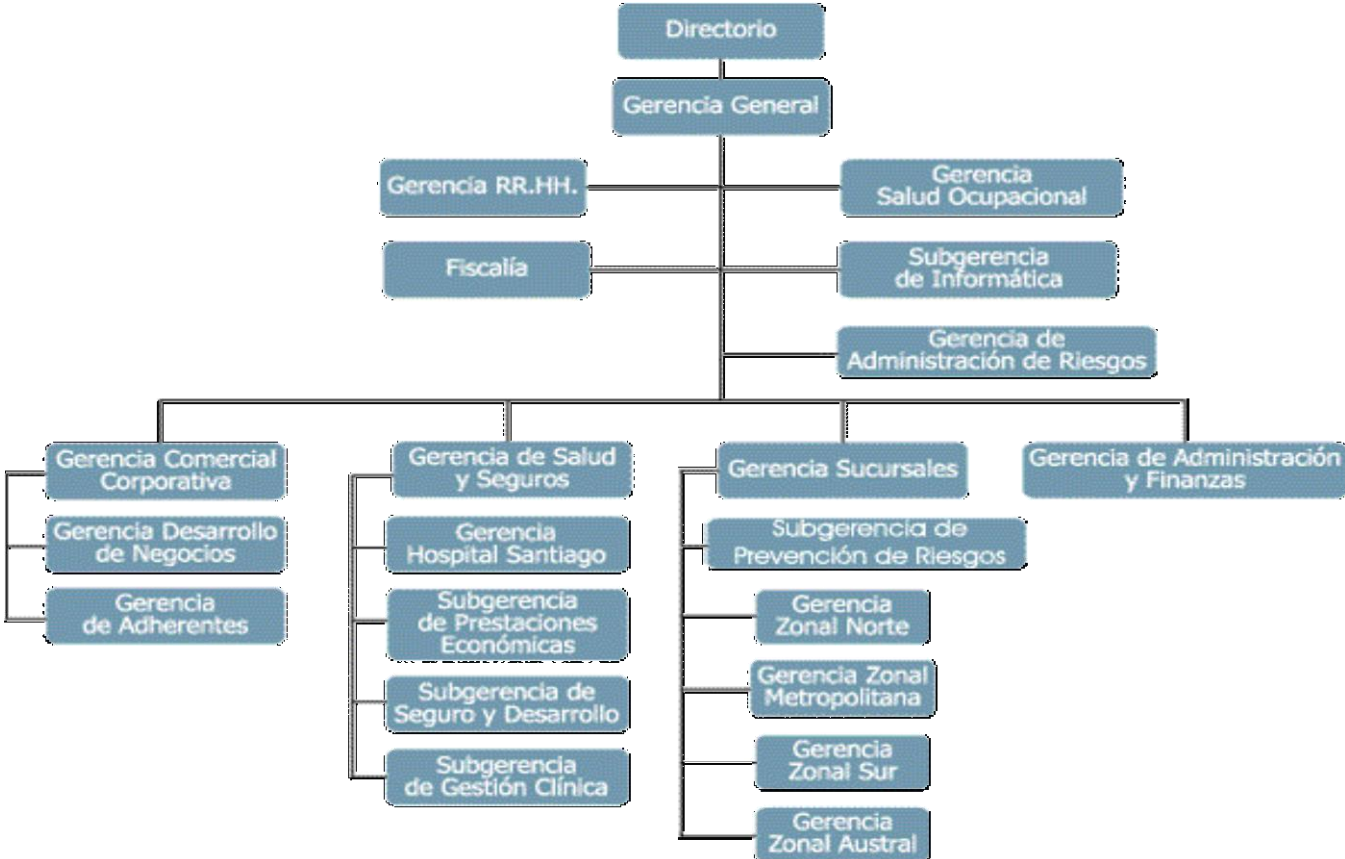 Directorio
Gerencia General
Gerencia RR.HH.
Gerencia
Salud Ocupacional
Fiscalía
Subgerencia
de Informática
Gerencia de
Administración de Riesgos
Gerencia Comercial
Corporativa
Gerencia Desarrollo
de Negocios
Gerencia
de Adherentes
Gerencia de Salud
y Seguros
Gerencia
Hospital Santiago
Subgerencia
de Prestaciones
Económicas
Subgerencia de
Seguro y Desarrollo
Subgerencia
de Gestión Clínica
Gerencia Sucursales
Subgerencia de
Prevención de Riesgos
Gerencia
Zonal Norte
Gerencia Zonal
Metropolitana
Gerencia
Zonal Sur
Gerencia
Zonal Austral
Gerencia de Administración
y Finanzas